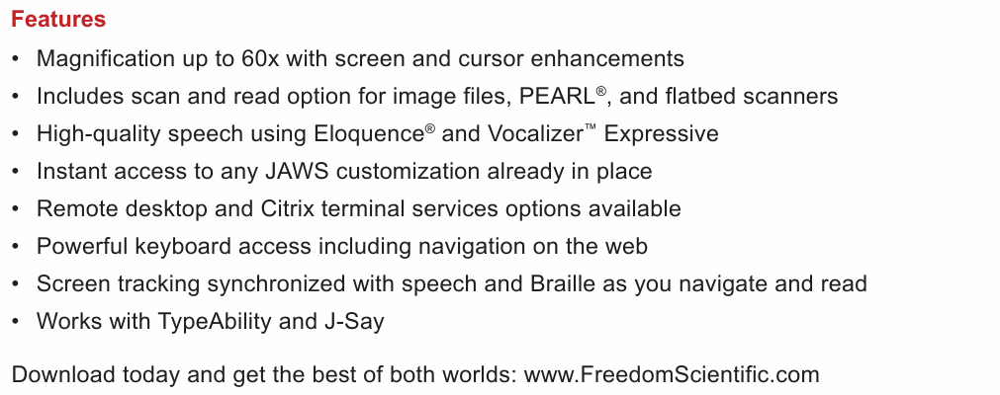 Features
• Magnification up to 60x with screen and cursor enhancements
• Includes scan and read option for image files, PEARL®, and flatbed scanners
• High-quality speech using Eloquence® and Vocalizer™ Expressive
• Instant access to any JAWS customization already in place
• Remote desktop and Citrix terminal services options available
• Powerful keyboard access including navigation on the web
• Screen tracking synchronized with speech and Braille as you navigate and read
• Works with TypeAbility and J-Say
Download today and get the best of both worlds: www.FreedomScientific.com